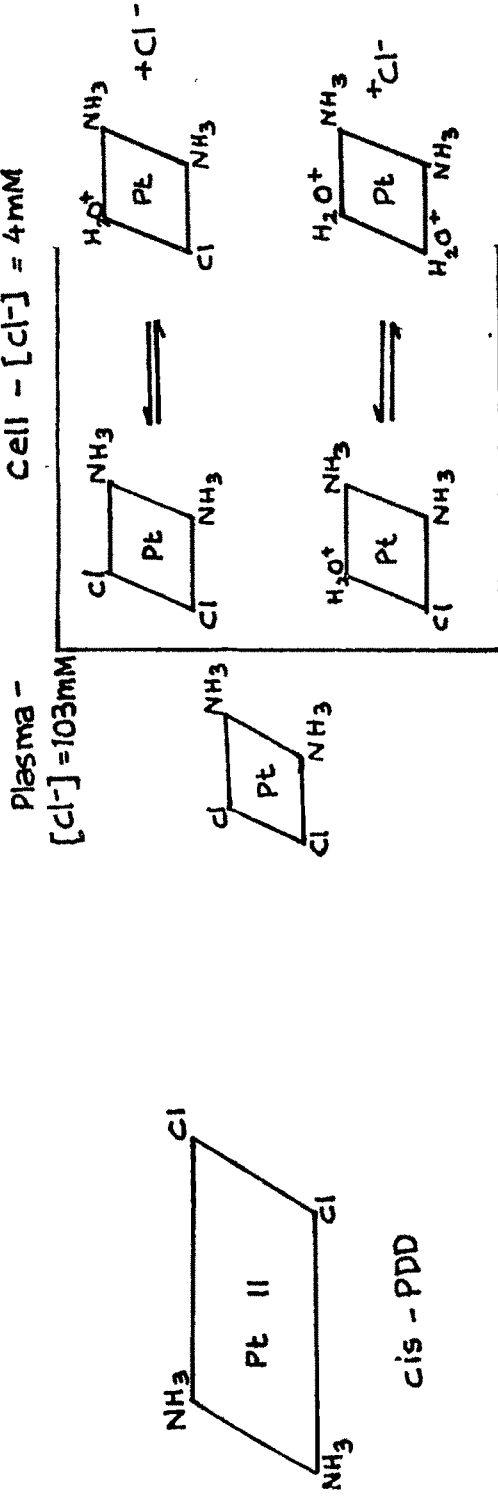 NH3
Cl
Pt II
NH3
Cl
cis - PDD
Plasma -
[Cl-] = 103mM
Cl
NH3
Pt
Cl
NH3
Cell - [Cl-] = 4mM
Cl
NH3
Pt
Cl
NH3
H2O+
NH3
Pt
Cl
NH3
+Cl-
H2O+
NH3
Pt
Cl
NH3
H2O+
NH3
Pt
H2O+
NH3
+Cl-